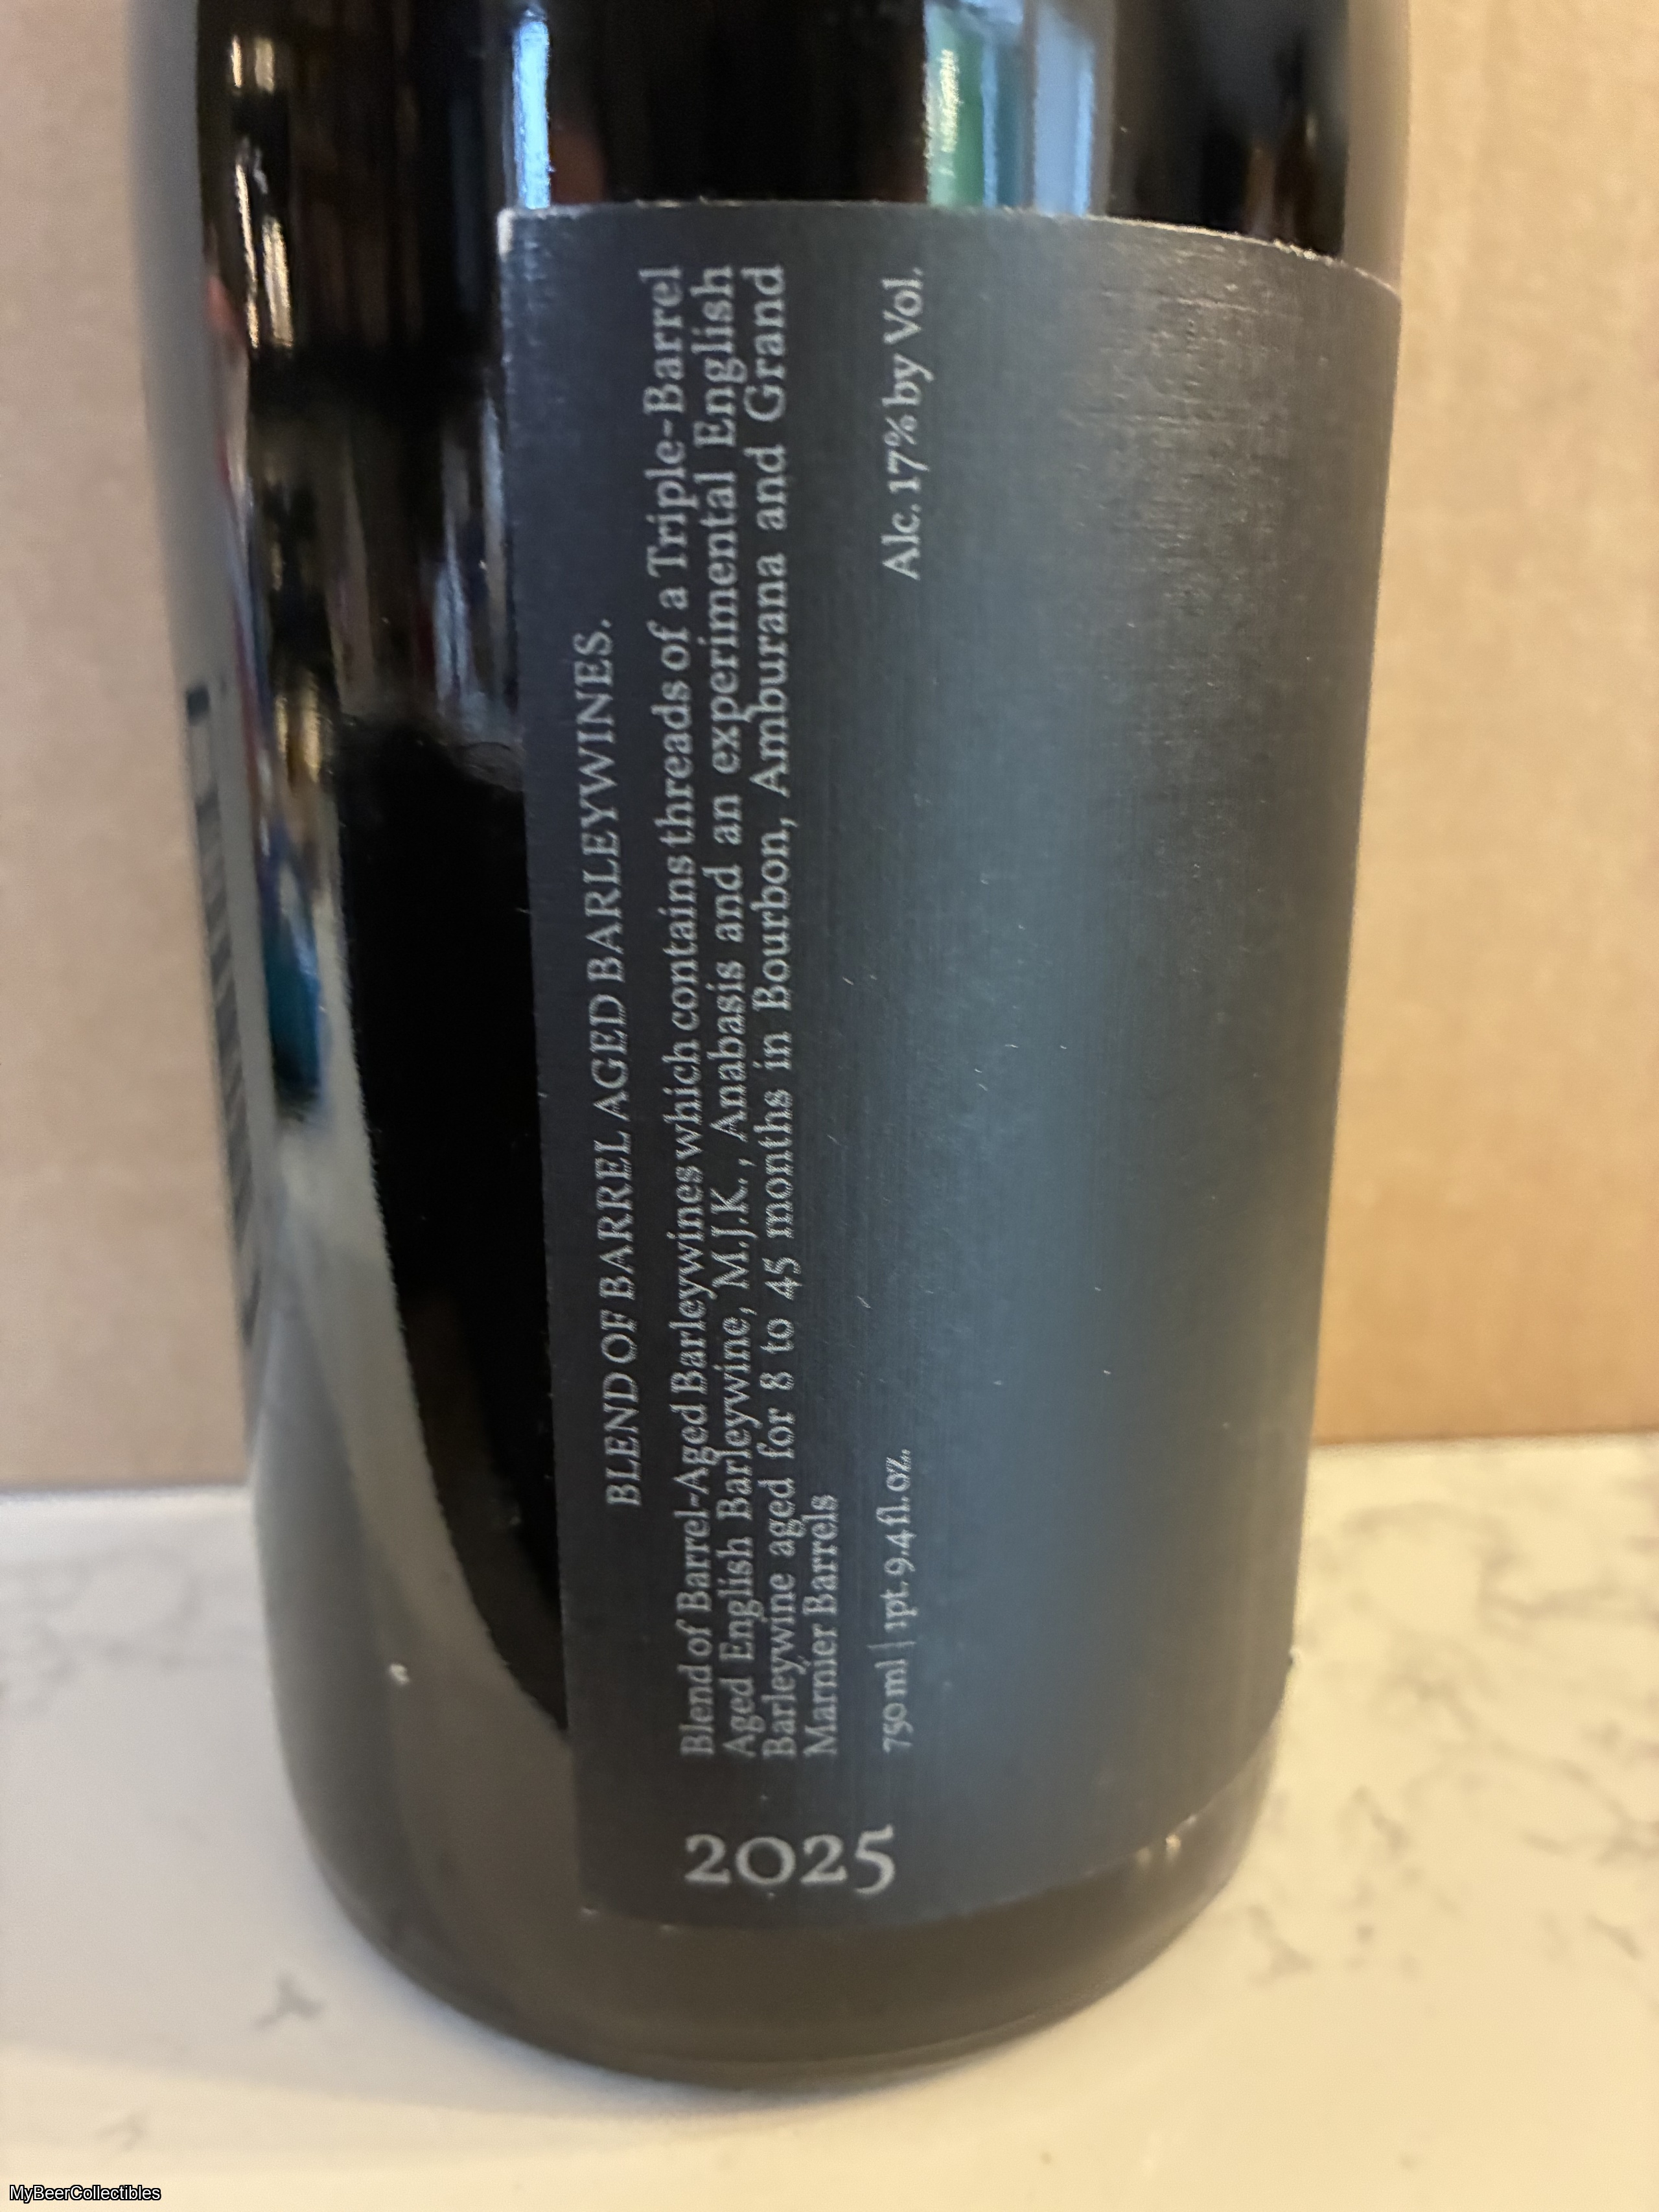 BLEND OF BARREL AGED BARLEYWINES.
Blend of Barrel-Aged Barleywines which contains threads of a Triple-Barrel
Aged English Barleywine, M.J.K., Anabasis and an experimental English
Barleywine aged for 8 to 45 months in Bourbon, Amburana and Grand
Marnier Barrels
750 ml | 1pt. 9.4 fl. oz. Alc. 17% by Vol.
2025
MyBeerCollectibles